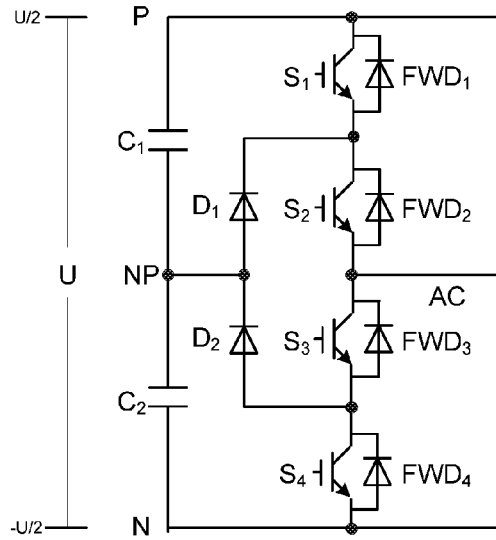 U/2
P
S₁
FWD₁
C₁
D₁
S₂
FWD₂
U
NP
AC
D₂
S₃
FWD₃
C₂
S₄
FWD₄
-U/2
N